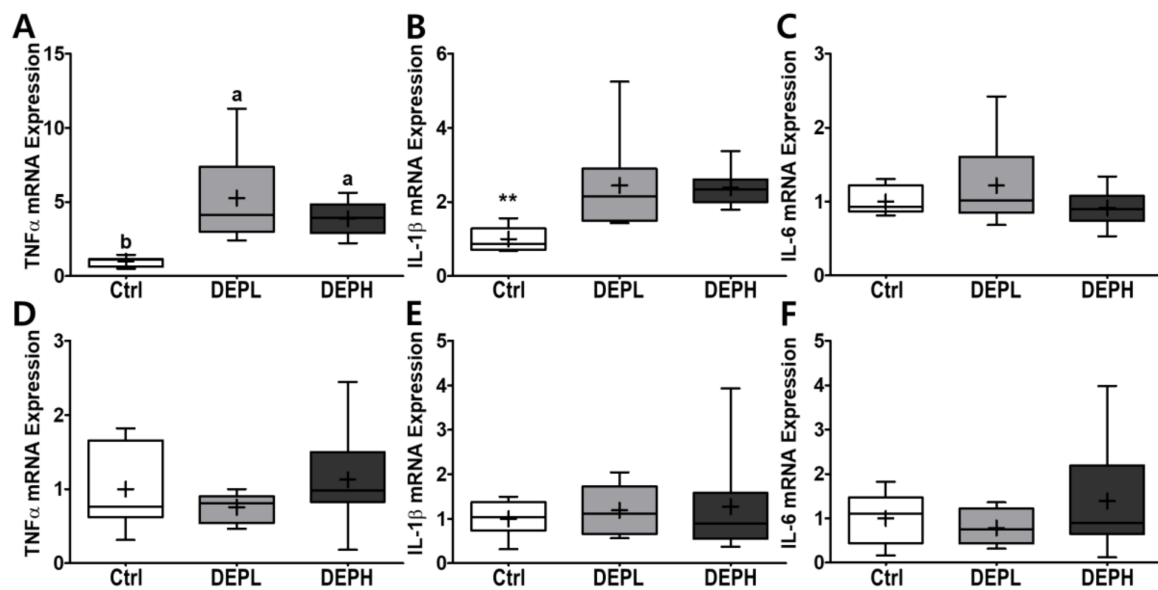 A
TNFα mRNA Expression
15
10
5
0
b
a
a
Ctrl
DEPL
DEPH
B
IL-1β mRNA Expression
6
4
2
0
**
Ctrl
DEPL
DEPH
C
IL-6 mRNA Expression
3
2
1
0
Ctrl
DEPL
DEPH
D
TNFα mRNA Expression
3
2
1
0
Ctrl
DEPL
DEPH
E
IL-1β mRNA Expression
5
4
3
2
1
0
Ctrl
DEPL
DEPH
F
IL-6 mRNA Expression
5
4
3
2
1
0
Ctrl
DEPL
DEPH